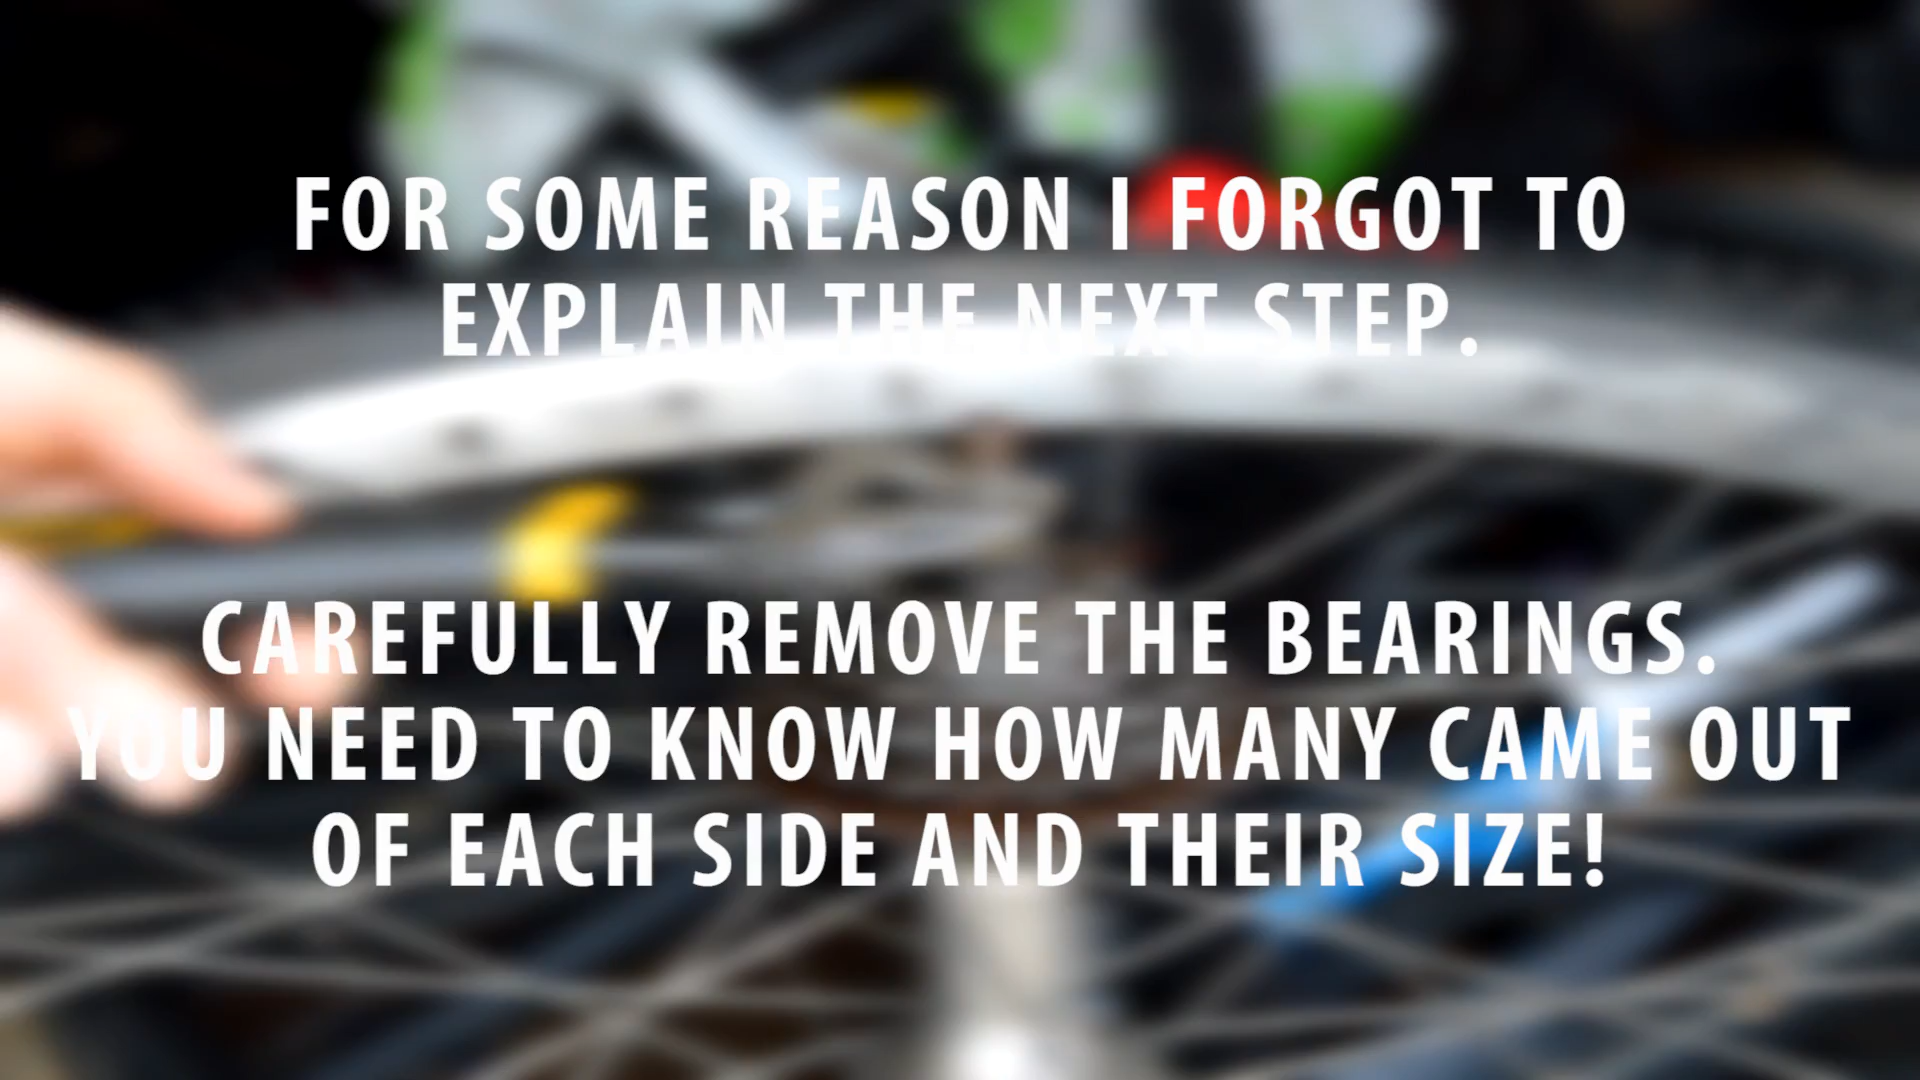 FOR SOME REASON I FORGOT TO
EXPLAIN THE NEXT STEP.
CAREFULLY REMOVE THE BEARINGS.
YOU NEED TO KNOW HOW MANY CAME OUT
OF EACH SIDE AND THEIR SIZE!